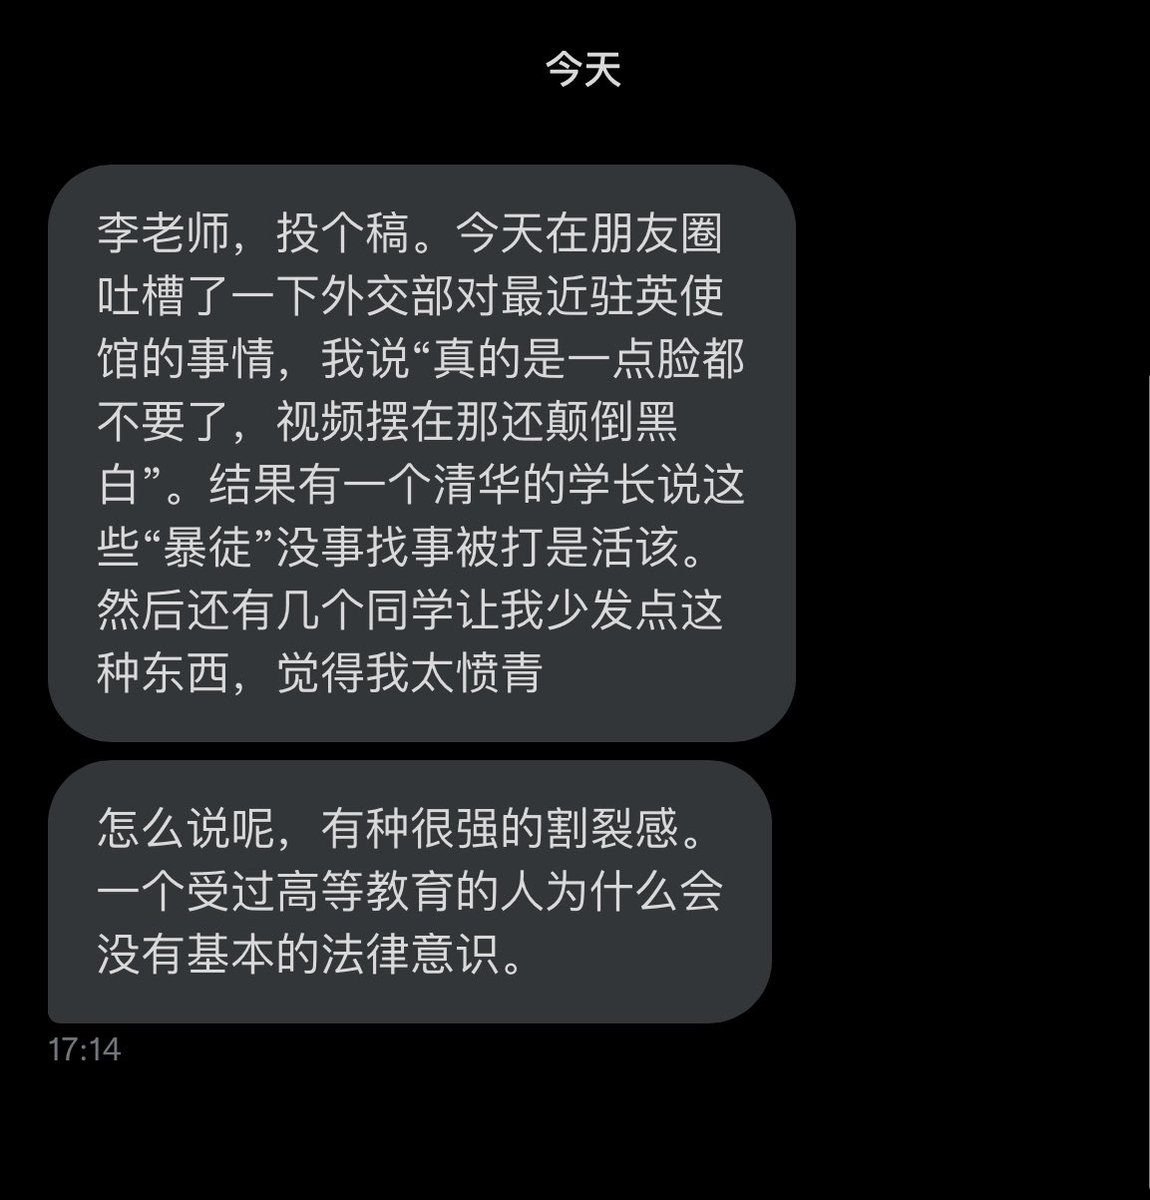 今天
李老师，投个稿。今天在朋友圈
吐槽了一下外交部对最近驻英使
馆的事情，我说“真的是一点脸都
不要了，视频摆在那还颠倒黑
白”。结果有一个清华的学长说这
些“暴徒”没事找事被打是活该。
然后还有几个同学让我少发点这
种东西，觉得我太愤青
怎么说呢，有种很强的割裂感。
一个受过高等教育的人为什么会
没有基本的法律意识。
17:14